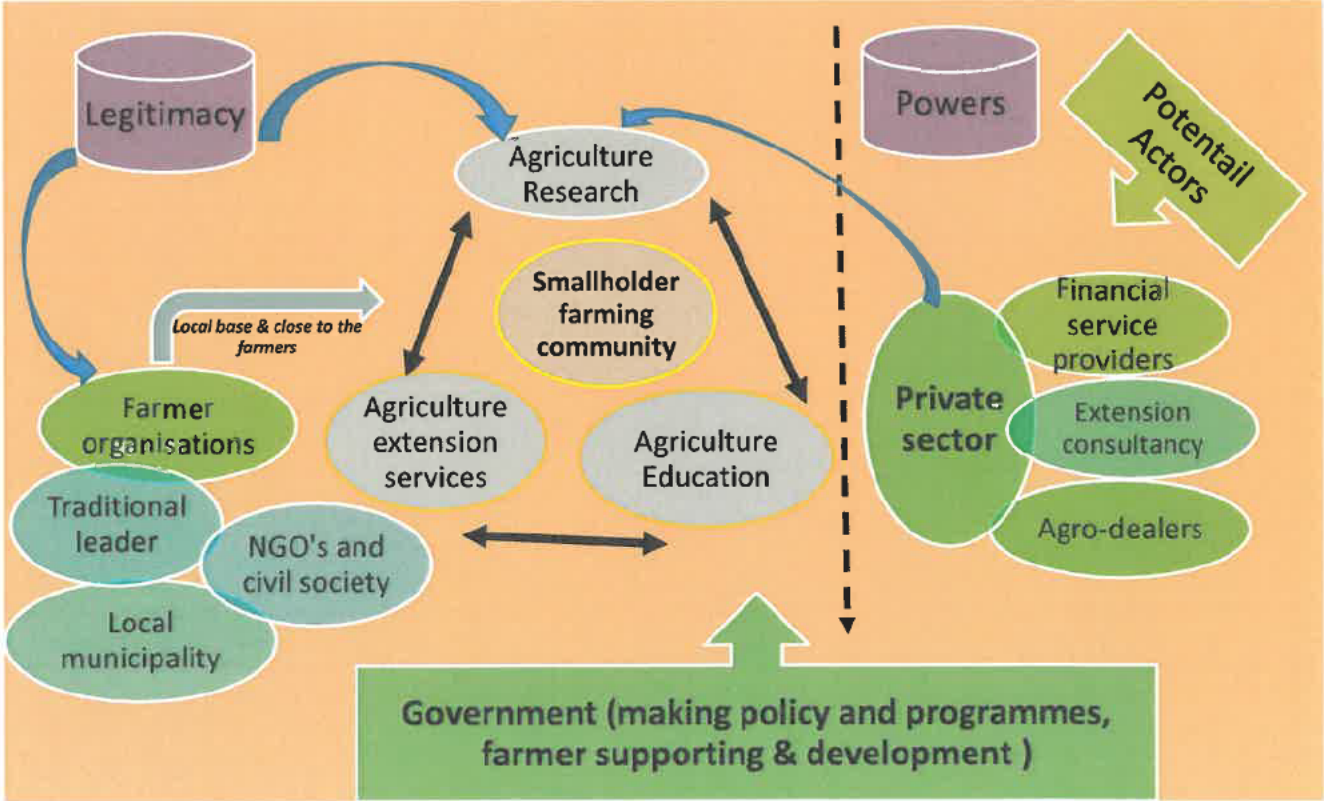 Legitimacy
Powers
Potentail
Actors
Agriculture
Research
Smallholder
farming
community
Local base & close to the
farmers
Farmer
organisations
Agriculture
extension
services
Agriculture
Education
Traditional
leader
NGO's and
civil society
Local
municipality
Private
sector
Financial
service
providers
Extension
consultancy
Agro-dealers
Government (making policy and programmes,
farmer supporting & development )